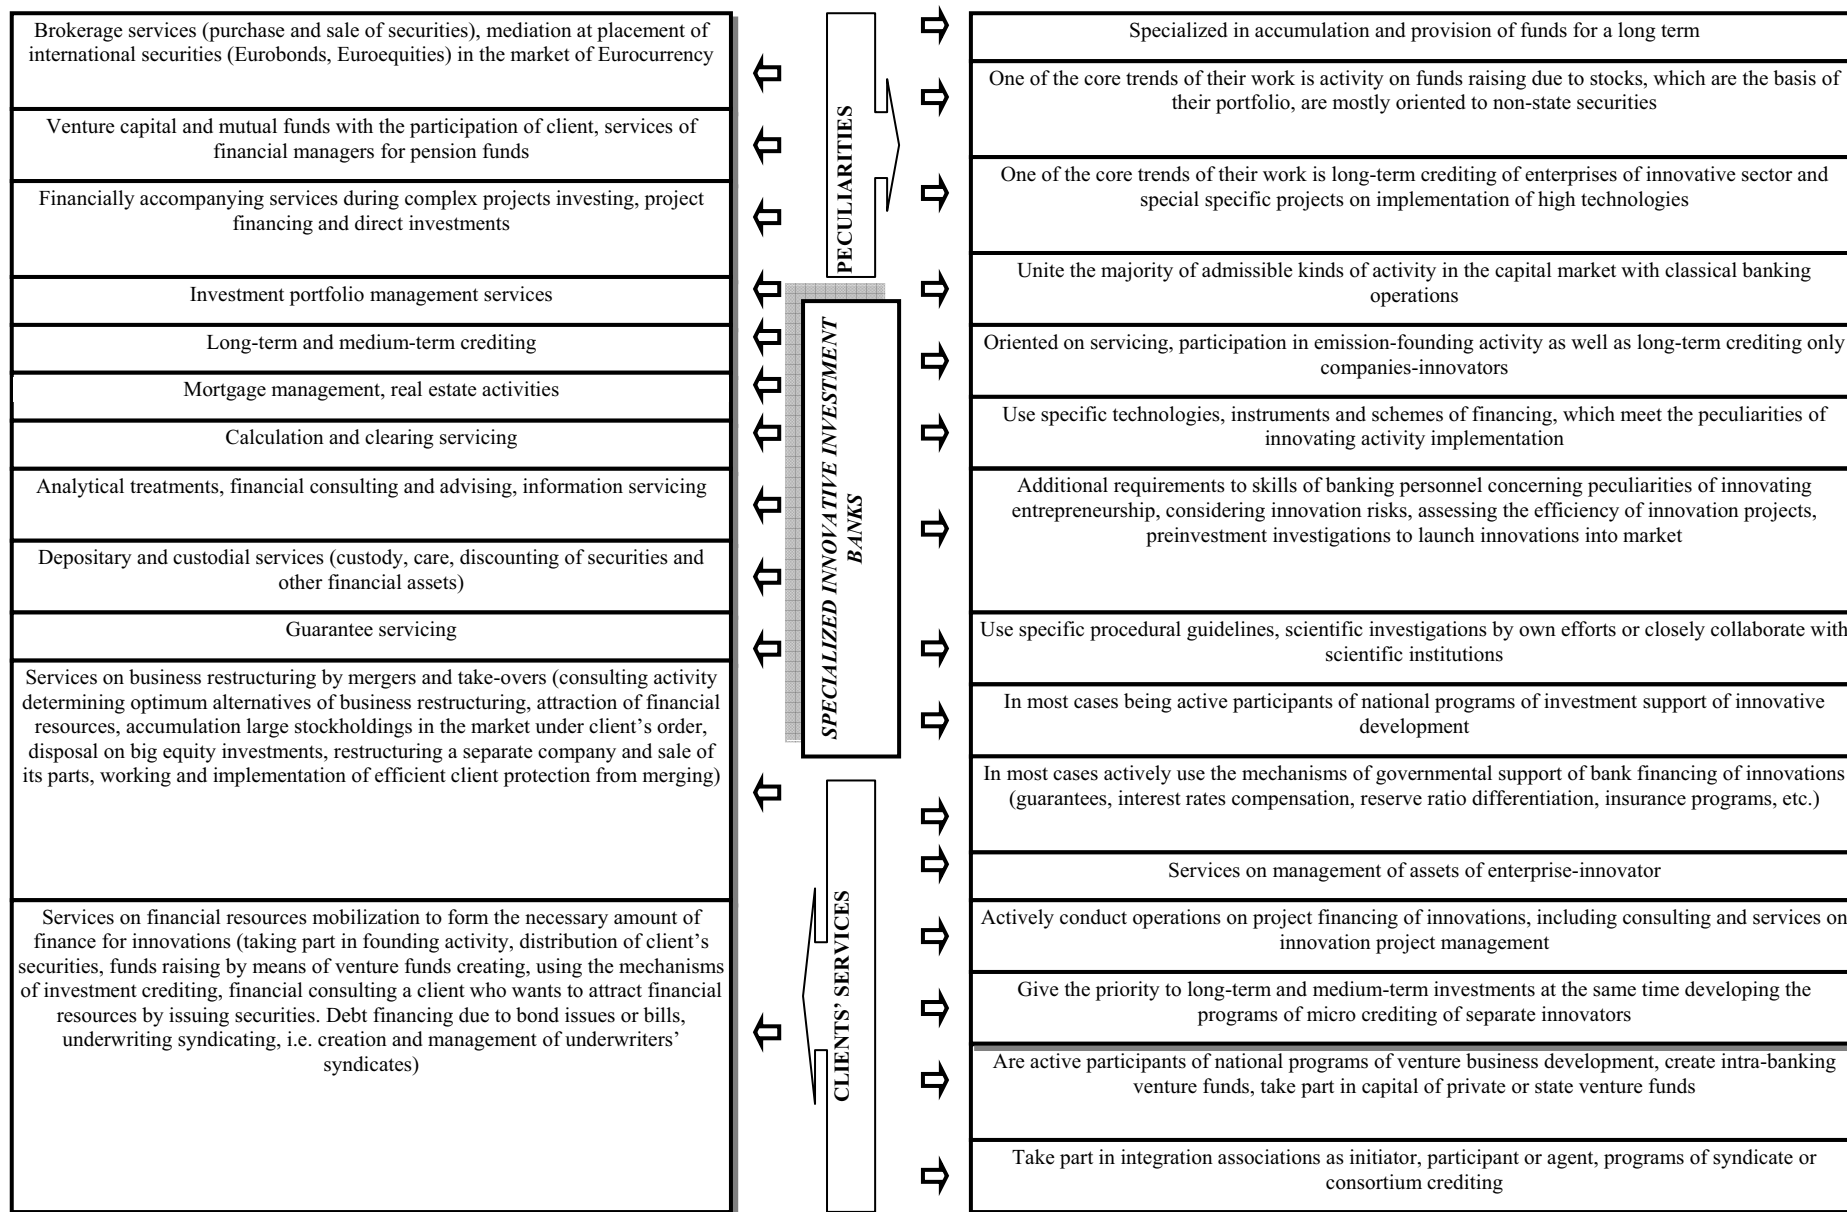 Brokerage services (purchase and sale of securities), mediation at placement of
international securities (Eurobonds, Euroequities) in the market of Eurocurrency
Venture capital and mutual funds with the participation of client, services of
financial managers for pension funds
Financially accompanying services during complex projects investing, project
financing and direct investments
Investment portfolio management services
Long-term and medium-term crediting
Mortgage management, real estate activities
Calculation and clearing servicing
Analytical treatments, financial consulting and advising, information servicing
Depositary and custodial services (custody, care, discounting of securities and
other financial assets)
Guarantee servicing
Services on business restructuring by mergers and take-overs (consulting activity
determining optimum alternatives of business restructuring, attraction of financial
resources, accumulation large stockholdings in the market under client's order,
disposal on big equity investments, restructuring a separate company and sale of
its parts, working and implementation of efficient client protection from merging)
Services on financial resources mobilization to form the necessary amount of
finance for innovations (taking part in founding activity, distribution of client's
securities, funds raising by means of venture funds creating, using the mechanisms
of investment crediting, financial consulting a client who wants to attract financial
resources by issuing securities. Debt financing due to bond issues or bills,
underwriting syndicating, i.e. creation and management of underwriters'
syndicates)
PECULIARITIES
SPECIALIZED INNOVATIVE INVESTMENT
BANKS
CLIENTS' SERVICES
Specialized in accumulation and provision of funds for a long term
One of the core trends of their work is activity on funds raising due to stocks, which are the basis of
their portfolio, are mostly oriented to non-state securities
One of the core trends of their work is long-term crediting of enterprises of innovative sector and
special specific projects on implementation of high technologies
Unite the majority of admissible kinds of activity in the capital market with classical banking
operations
Oriented on servicing, participation in emission-founding activity as well as long-term crediting only
companies-innovators
Use specific technologies, instruments and schemes of financing, which meet the peculiarities of
innovating activity implementation
Additional requirements to skills of banking personnel concerning peculiarities of innovating
entrepreneurship, considering innovation risks, assessing the efficiency of innovation projects,
preinvestment investigations to launch innovations into market
Use specific procedural guidelines, scientific investigations by own efforts or closely collaborate with
scientific institutions
In most cases being active participants of national programs of investment support of innovative
development
In most cases actively use the mechanisms of governmental support of bank financing of innovations
(guarantees, interest rates compensation, reserve ratio differentiation, insurance programs, etc.)
Services on management of assets of enterprise-innovator
Actively conduct operations on project financing of innovations, including consulting and services on
innovation project management
Give the priority to long-term and medium-term investments at the same time developing the
programs of micro crediting of separate innovators
Are active participants of national programs of venture business development, create intra-banking
venture funds, take part in capital of private or state venture funds
Take part in integration associations as initiator, participant or agent, programs of syndicate or
consortium crediting